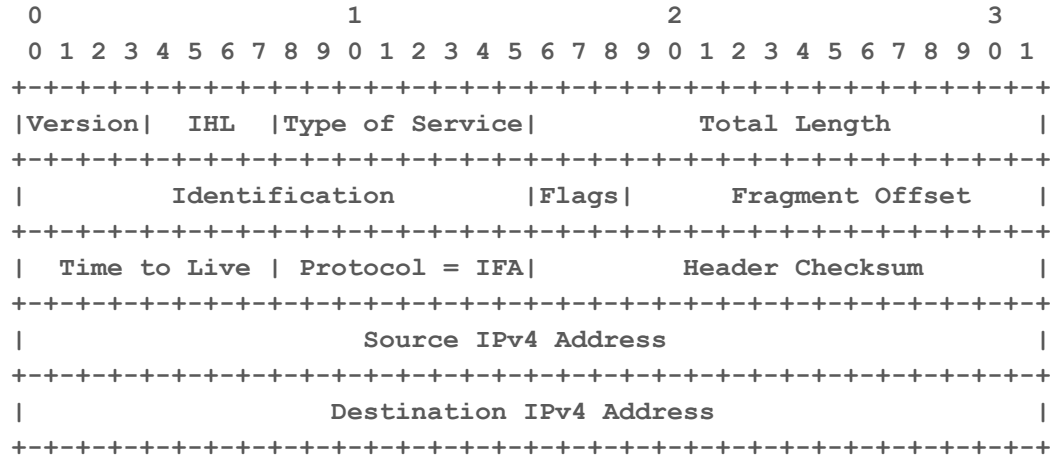 0                   1                   2                   3
 0 1 2 3 4 5 6 7 8 9 0 1 2 3 4 5 6 7 8 9 0 1 2 3 4 5 6 7 8 9 0 1
+-+-+-+-+-+-+-+-+-+-+-+-+-+-+-+-+-+-+-+-+-+-+-+-+-+-+-+-+-+-+-+-+
|Version|  IHL  |Type of Service|          Total Length         |
+-+-+-+-+-+-+-+-+-+-+-+-+-+-+-+-+-+-+-+-+-+-+-+-+-+-+-+-+-+-+-+-+
|         Identification        |Flags|      Fragment Offset    |
+-+-+-+-+-+-+-+-+-+-+-+-+-+-+-+-+-+-+-+-+-+-+-+-+-+-+-+-+-+-+-+-+
|  Time to Live | Protocol = IFA|         Header Checksum       |
+-+-+-+-+-+-+-+-+-+-+-+-+-+-+-+-+-+-+-+-+-+-+-+-+-+-+-+-+-+-+-+-+
|                     Source IPv4 Address                       |
+-+-+-+-+-+-+-+-+-+-+-+-+-+-+-+-+-+-+-+-+-+-+-+-+-+-+-+-+-+-+-+-+
|                   Destination IPv4 Address                    |
+-+-+-+-+-+-+-+-+-+-+-+-+-+-+-+-+-+-+-+-+-+-+-+-+-+-+-+-+-+-+-+-+